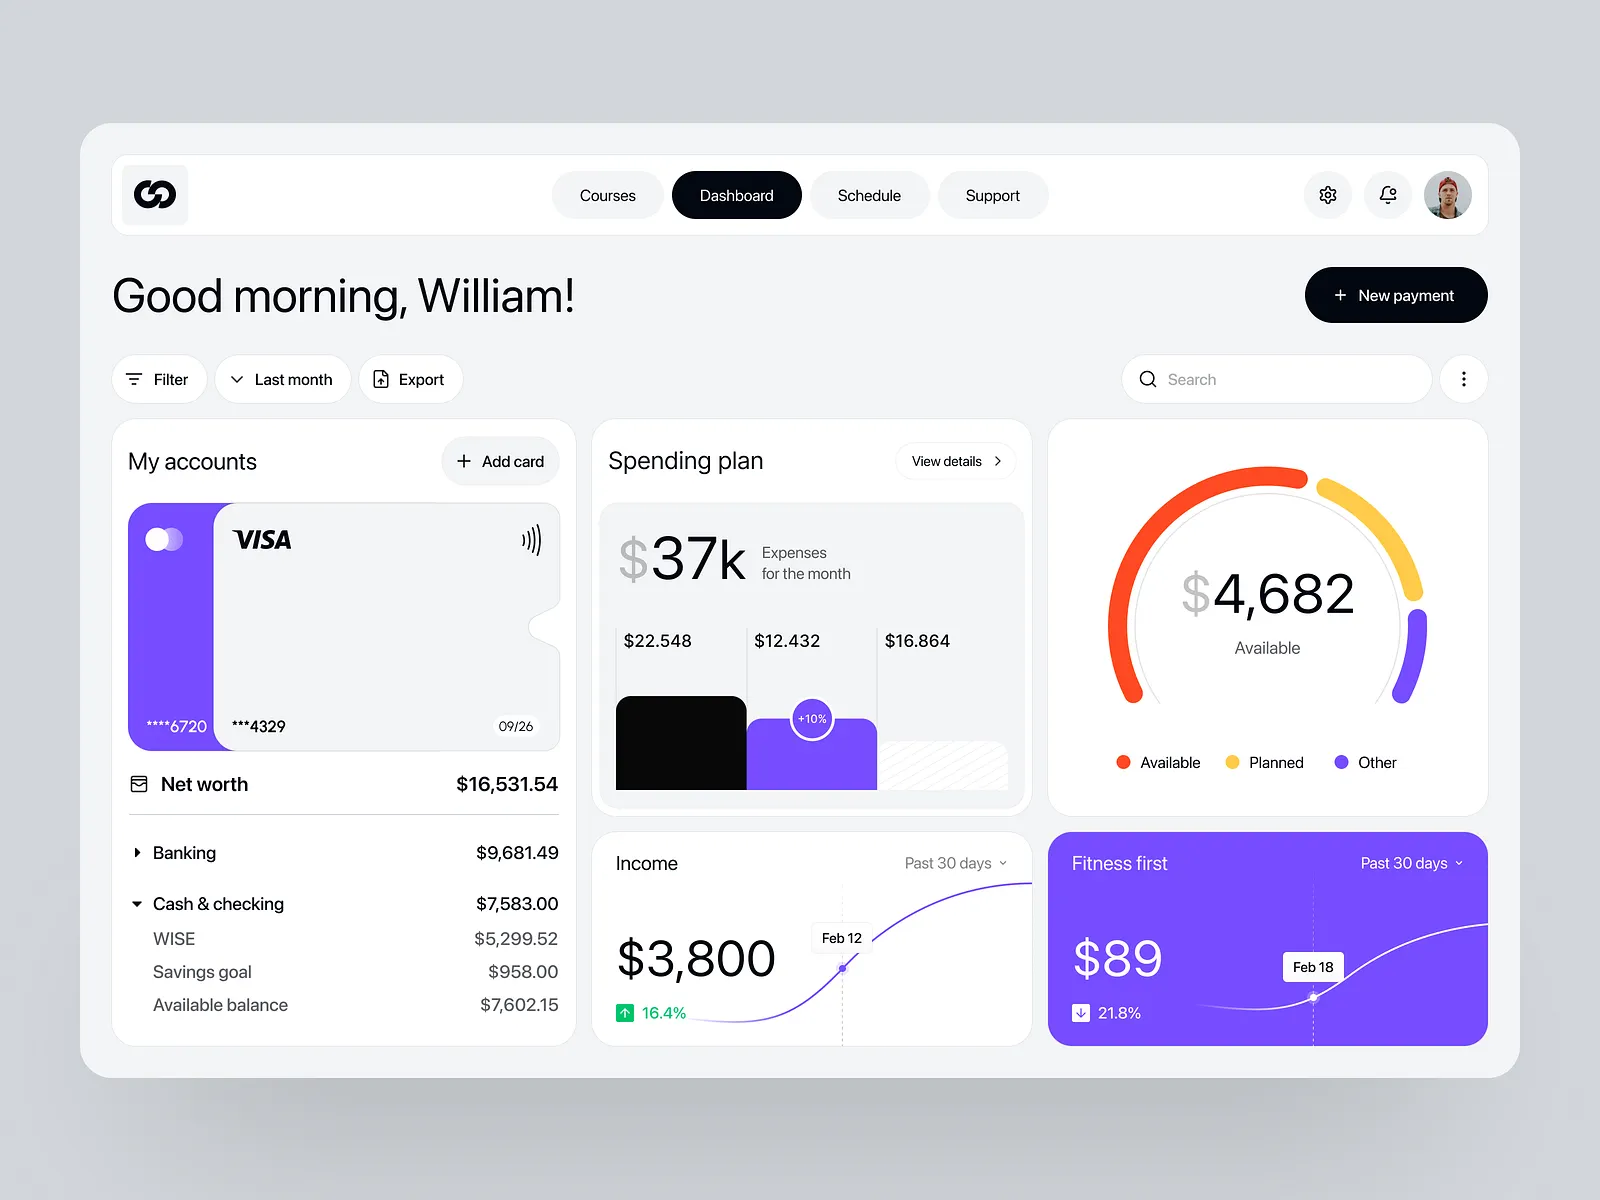 Courses
Dashboard
Schedule
Support
Good morning, William!
+ New payment
Filter
Last month
Export
Search
My accounts
+ Add card
VISA
****6720
***4329
09/26
Net worth
$16,531.54
Banking
$9,681.49
Cash & checking
$7,583.00
WISE
$5,299.52
Savings goal
$958.00
Available balance
$7,602.15
Spending plan
View details
$37k
Expenses
for the month
$22.548
$12.432
$16.864
+10%
$4,682
Available
Available
Planned
Other
Income
Past 30 days
Feb 12
$3,800
16.4%
Fitness first
Past 30 days
$89
Feb 18
21.8%